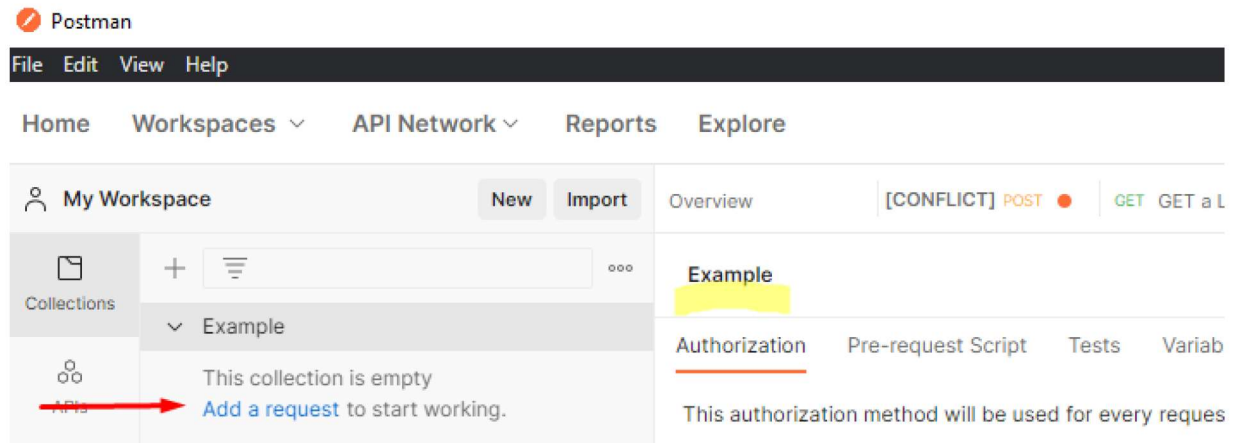 Postman
File Edit View Help
Home Workspaces API Network Reports Explore
My Workspace New Import Overview [CONFLICT] POST GET GET a L
Collections
Example
Example
Authorization Pre-request Script Tests Variab
APIs
This collection is empty
Add a request to start working.
This authorization method will be used for every reques